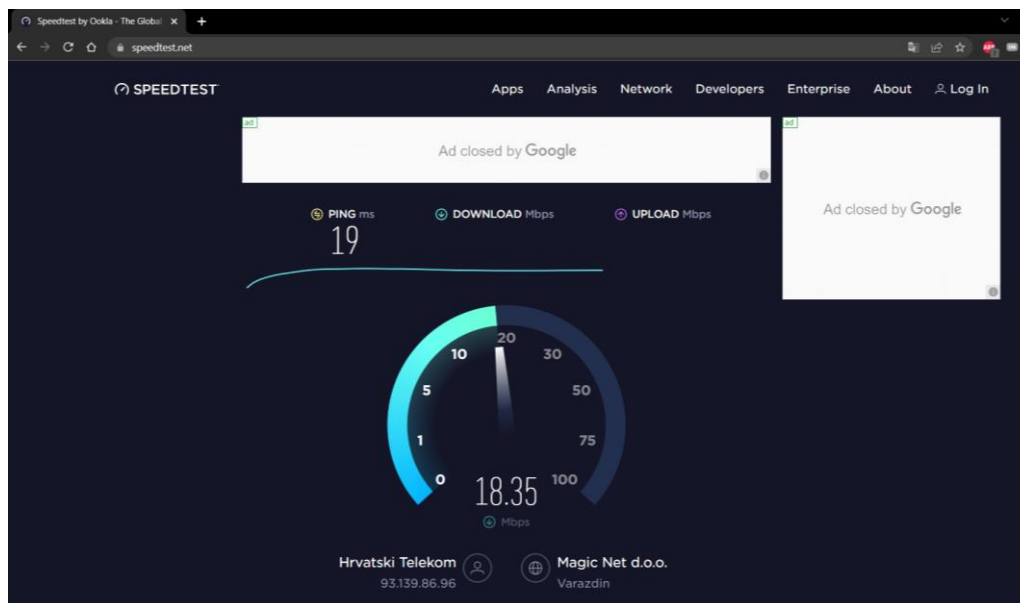 Speedtest by Ookla - The Global
speedtest.net
SPEEDTEST
Apps Analysis Network Developers Enterprise About Log In
ad
Ad closed by Google
ad
Ad closed by Google
PING ms
DOWNLOAD Mbps
UPLOAD Mbps
19
20
10
30
5
50
1
75
0
100
18.35
Mbps
Hrvatski Telekom
93.139.86.96
Magic Net d.o.o.
Varazdin